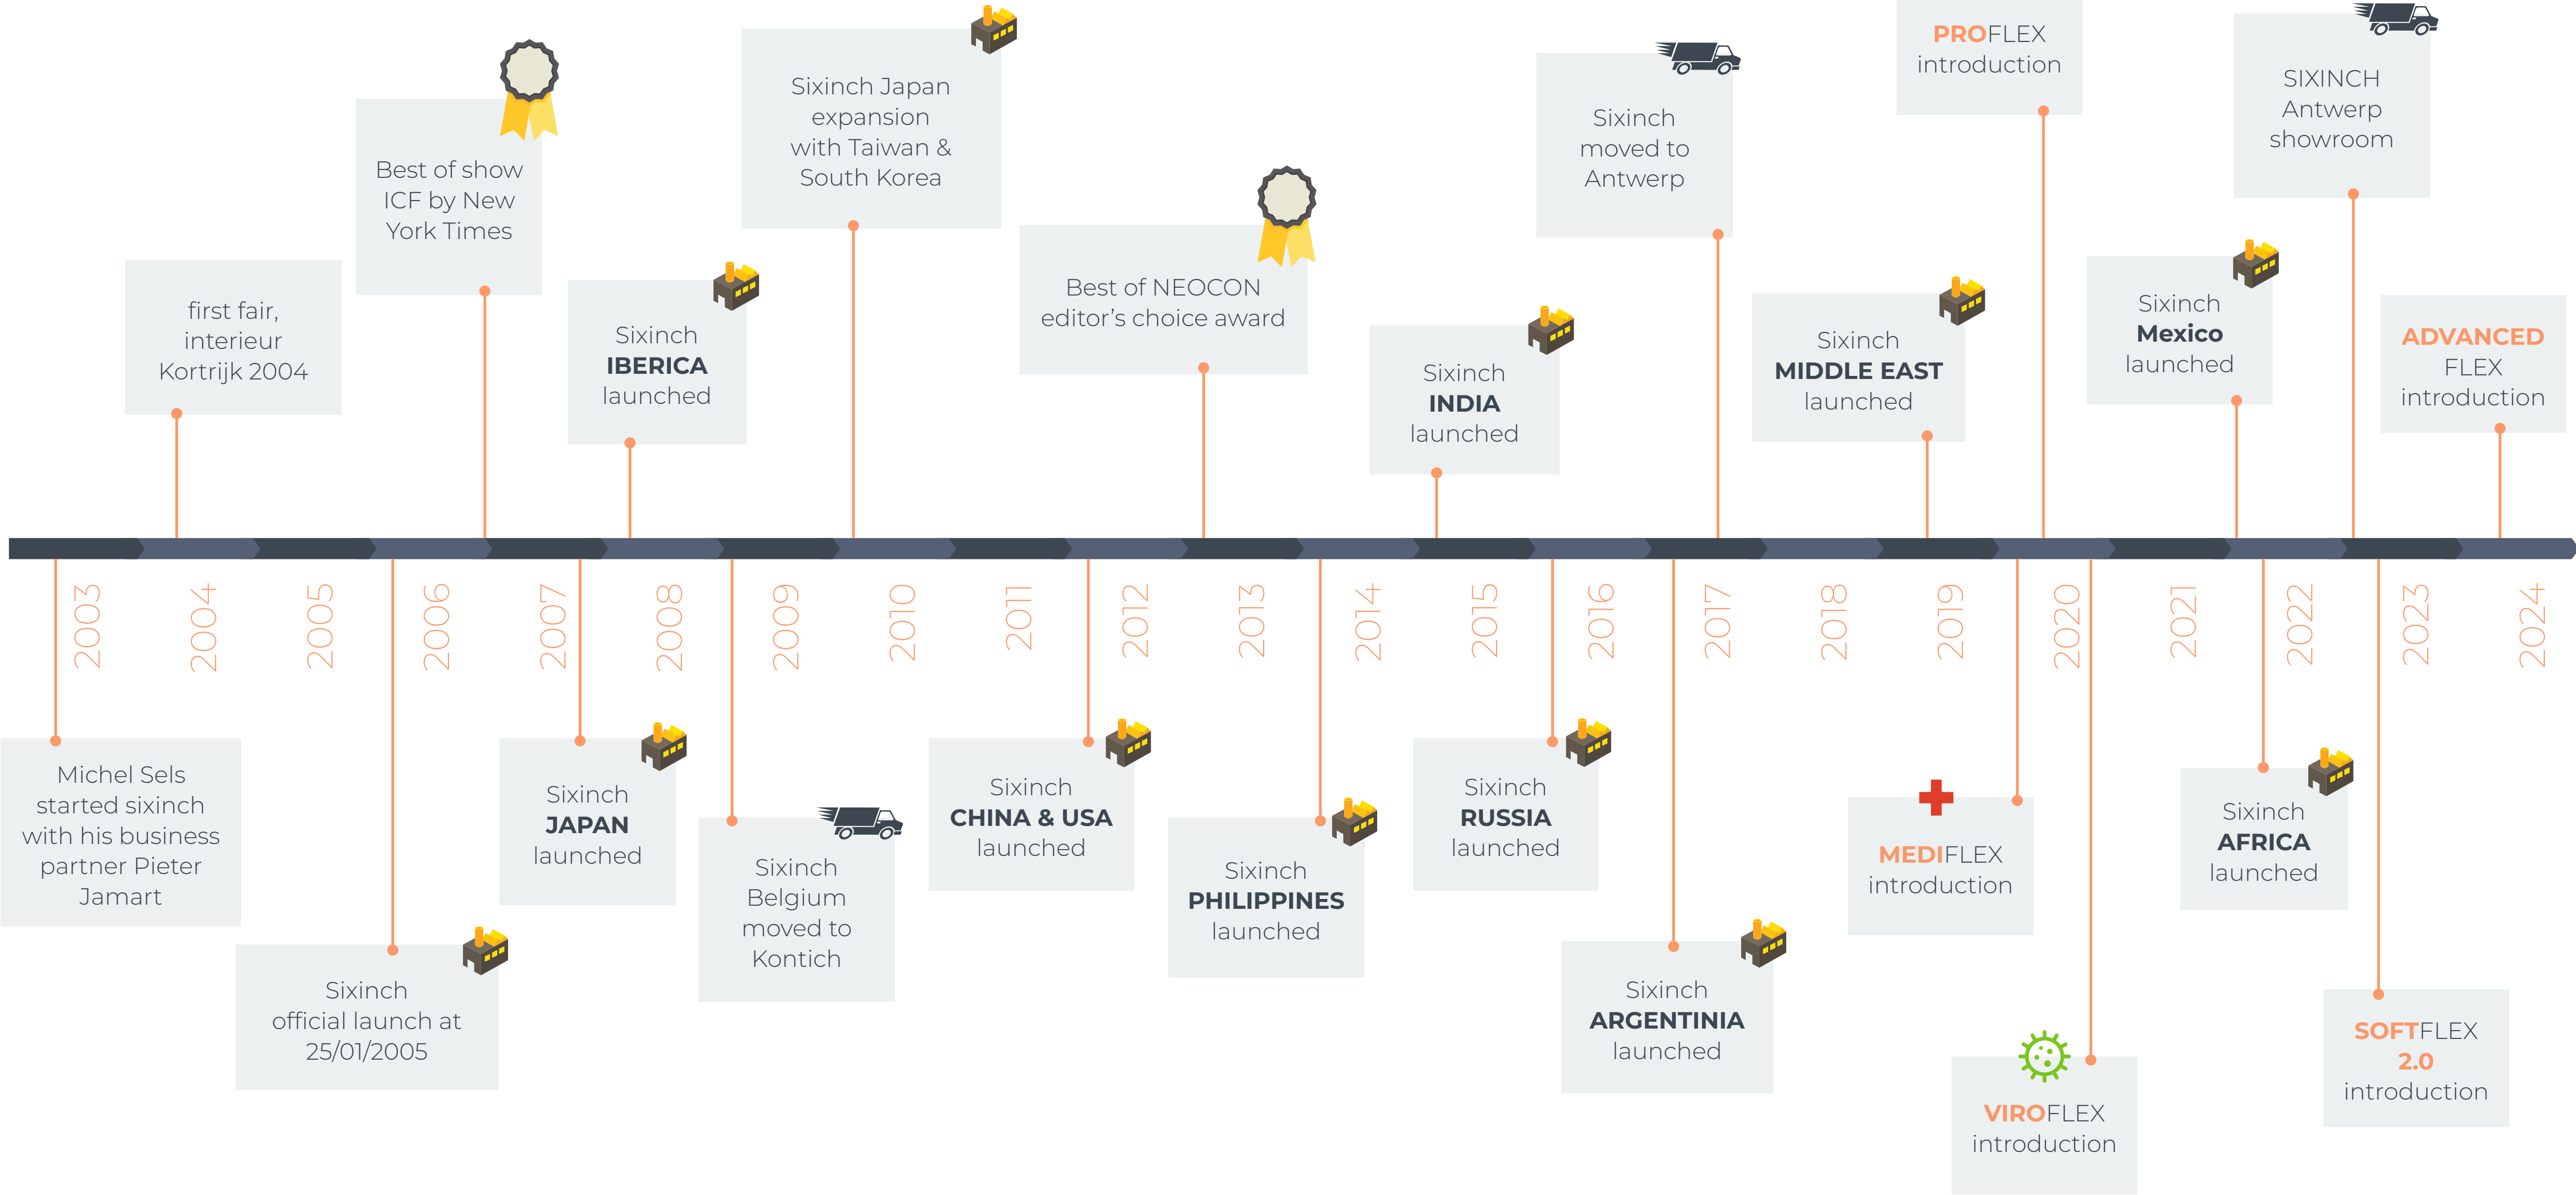 PROFLEX
introduction
SIXINCH
Antwerp
showroom
Sixinch Japan
expansion
with Taiwan &
South Korea
Sixinch
moved to
Antwerp
Best of show
ICF by New
York Times
first fair,
interieur
Kortrijk 2004
Sixinch
IBERICA
launched
Best of NEOCON
editor's choice award
Sixinch
INDIA
launched
Sixinch
MIDDLE EAST
launched
Sixinch
Mexico
launched
ADVANCED
FLEX
introduction
2003
2004
2005
2006
2007
2008
2009
2010
2011
2012
2013
2014
2015
2016
2017
2018
2019
2020
2021
2022
2023
2024
Michel Sels
started sixinch
with his business
partner Pieter
Jamart
Sixinch
official launch at
25/01/2005
Sixinch
JAPAN
launched
Sixinch
Belgium
moved to
Kontich
Sixinch
CHINA & USA
launched
Sixinch
PHILIPPINES
launched
Sixinch
RUSSIA
launched
Sixinch
ARGENTINIA
launched
MEDIFLEX
introduction
VIROFLEX
introduction
Sixinch
AFRICA
launched
SOFTFLEX
2.0
introduction